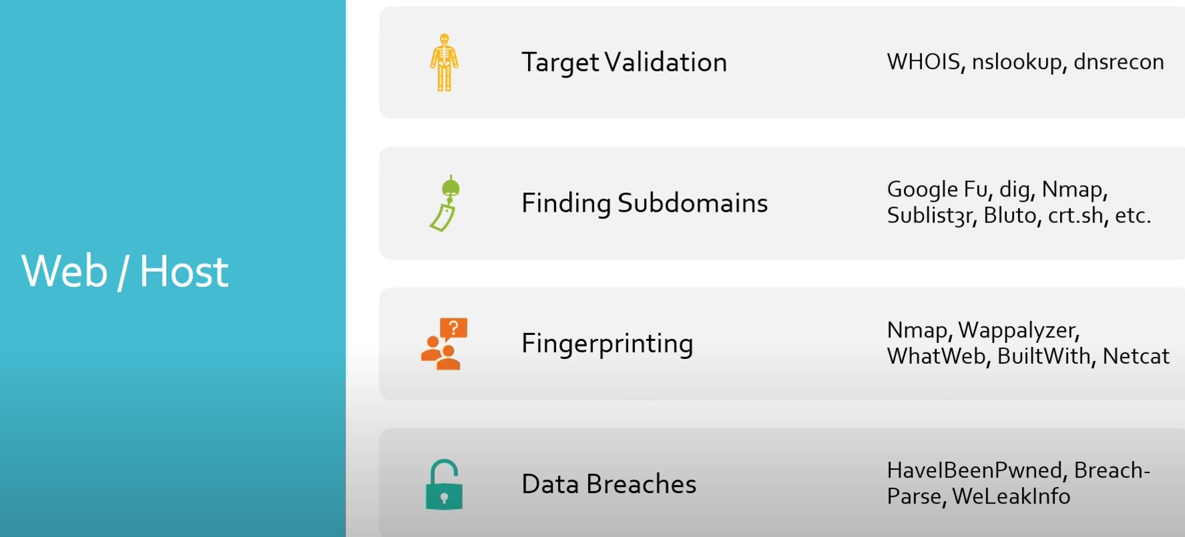 Web / Host
Target Validation
WHOIS, nslookup, dnsrecon
Finding Subdomains
Google Fu, dig, Nmap,
Sublist3r, Bluto, crt.sh, etc.
?
Fingerprinting
Nmap, Wappalyzer,
WhatWeb, BuiltWith, Netcat
Data Breaches
HaveIBeenPwned, Breach-
Parse, WeLeakInfo